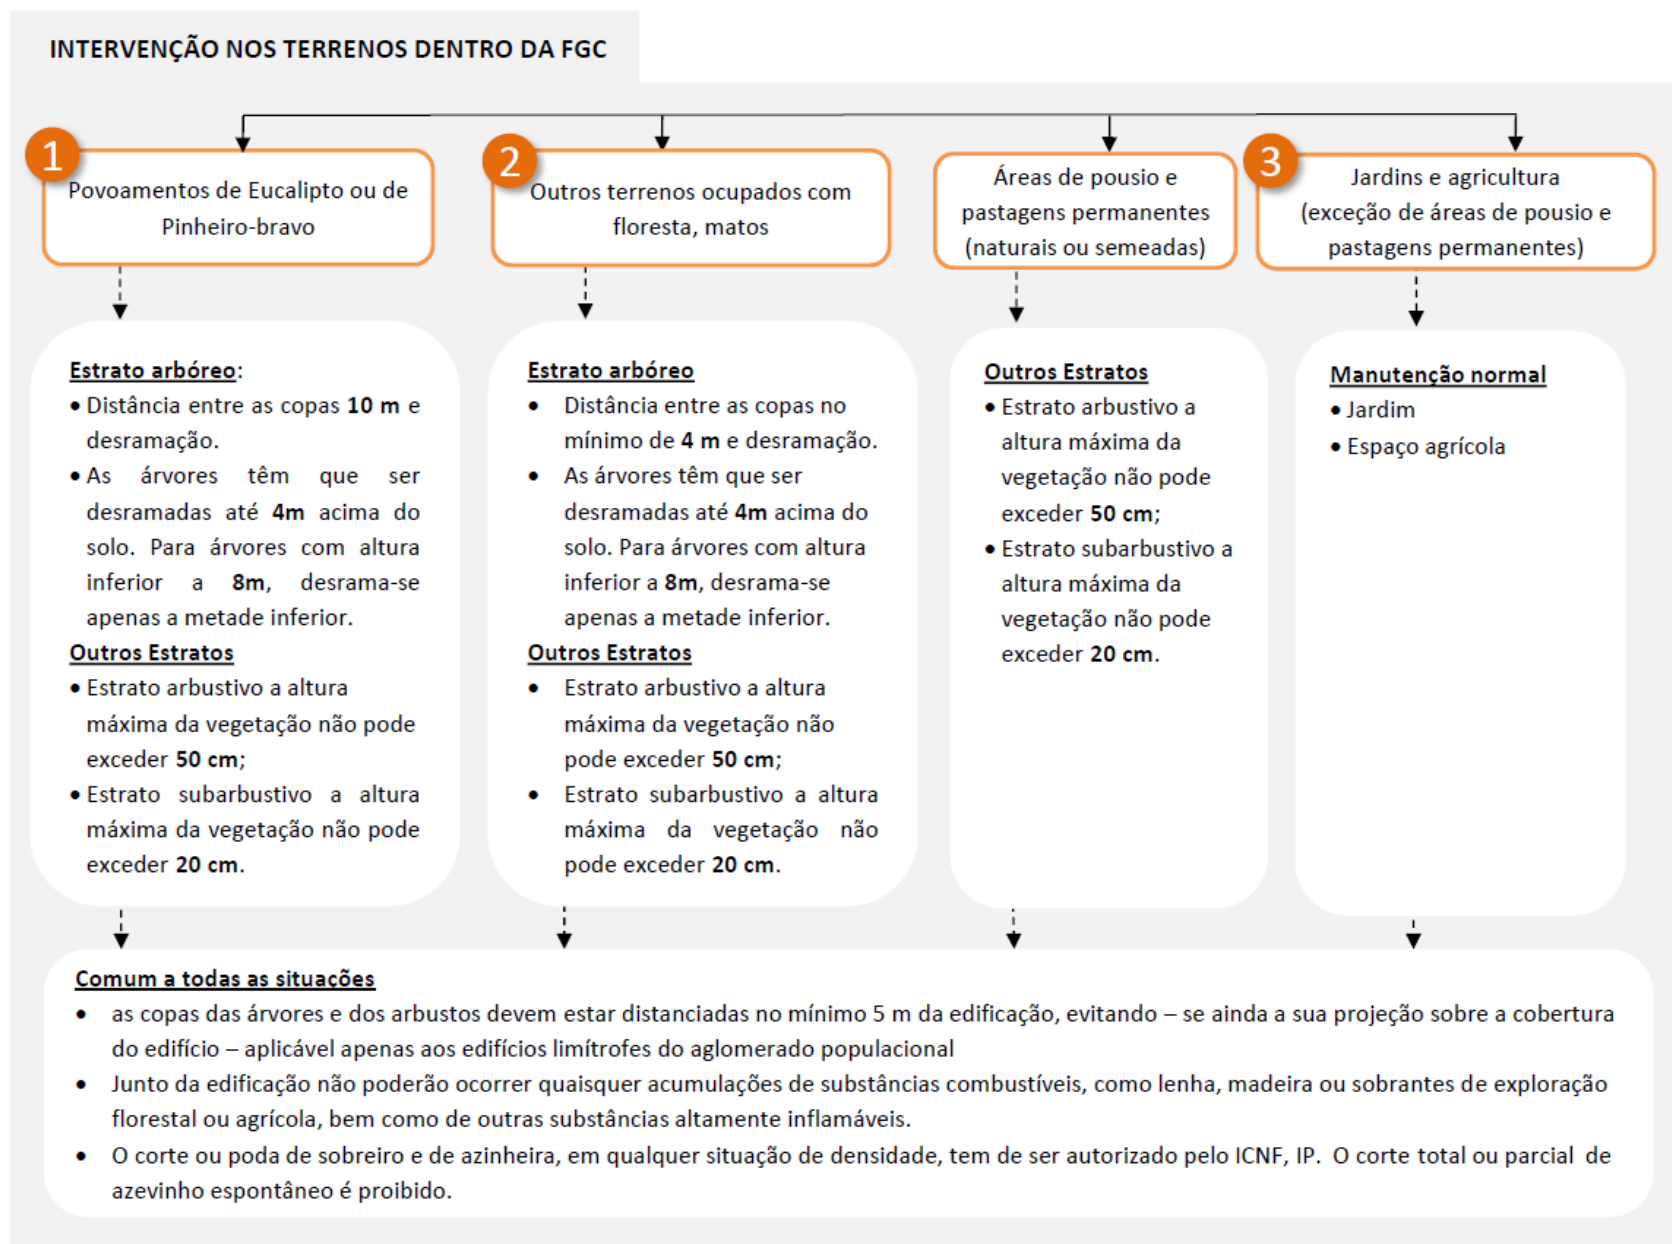 INTERVENÇÃO NOS TERRENOS DENTRO DA FGC
1
Povoamentos de Eucalipto ou de
Pinheiro-bravo
2
Outros terrenos ocupados com
floresta, matos
Áreas de pousio e
pastagens permanentes
(naturais ou semeadas)
3
Jardins e agricultura
(exceção de áreas de pousio e
pastagens permanentes)
Estrato arbóreo:
• Distância entre as copas 10 m e
desramação.
• As árvores têm que ser
desramadas até 4m acima do
solo. Para árvores com altura
inferior a 8m, desrama-se
apenas a metade inferior.
Outros Estratos
• Estrato arbustivo a altura
máxima da vegetação não pode
exceder 50 cm;
• Estrato subarbustivo a altura
máxima da vegetação não pode
exceder 20 cm.
Estrato arbóreo
• Distância entre as copas no
mínimo de 4 m e desramação.
• As árvores têm que ser
desramadas até 4m acima do
solo. Para árvores com altura
inferior a 8m, desrama-se
apenas a metade inferior.
Outros Estratos
• Estrato arbustivo a altura
máxima da vegetação não
pode exceder 50 cm;
• Estrato subarbustivo a altura
máxima da vegetação não
pode exceder 20 cm.
Outros Estratos
• Estrato arbustivo a
altura máxima da
vegetação não pode
exceder 50 cm;
• Estrato subarbustivo a
altura máxima da
vegetação não pode
exceder 20 cm.
Manutenção normal
• Jardim
• Espaço agrícola
Comum a todas as situações
• as copas das árvores e dos arbustos devem estar distanciadas no mínimo 5 m da edificação, evitando – se ainda a sua projeção sobre a cobertura
do edifício – aplicável apenas aos edifícios limítrofes do aglomerado populacional
• Junto da edificação não poderão ocorrer quaisquer acumulações de substâncias combustíveis, como lenha, madeira ou sobrantes de exploração
florestal ou agrícola, bem como de outras substâncias altamente inflamáveis.
• O corte ou poda de sobreiro e de azinheira, em qualquer situação de densidade, tem de ser autorizado pelo ICNF, IP. O corte total ou parcial de
azevinho espontâneo é proibido.